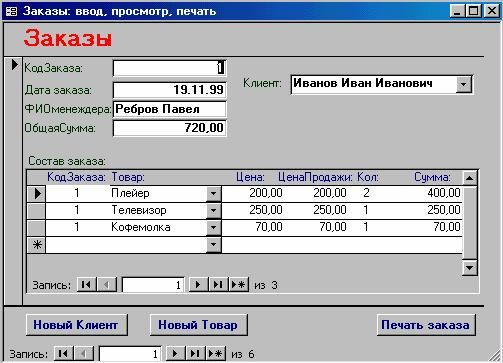 Заказы: ввод, просмотр, печать
Заказы
КодЗаказа: 1
Клиент: Иванов Иван Иванович
Дата заказа: 19.11.99
ФИОменеждера: Ребров Павел
ОбщаяСумма: 720,00
Состав заказа:
КодЗаказа: Товар: Цена: ЦенаПродажи: Кол: Сумма:
1 Плейер 200,00 200,00 2 400,00
1 Телевизор 250,00 250,00 1 250,00
1 Кофемолка 70,00 70,00 1 70,00
Запись: 1 из 3
Новый Клиент Новый Товар Печать заказа
Запись: 1 из 6